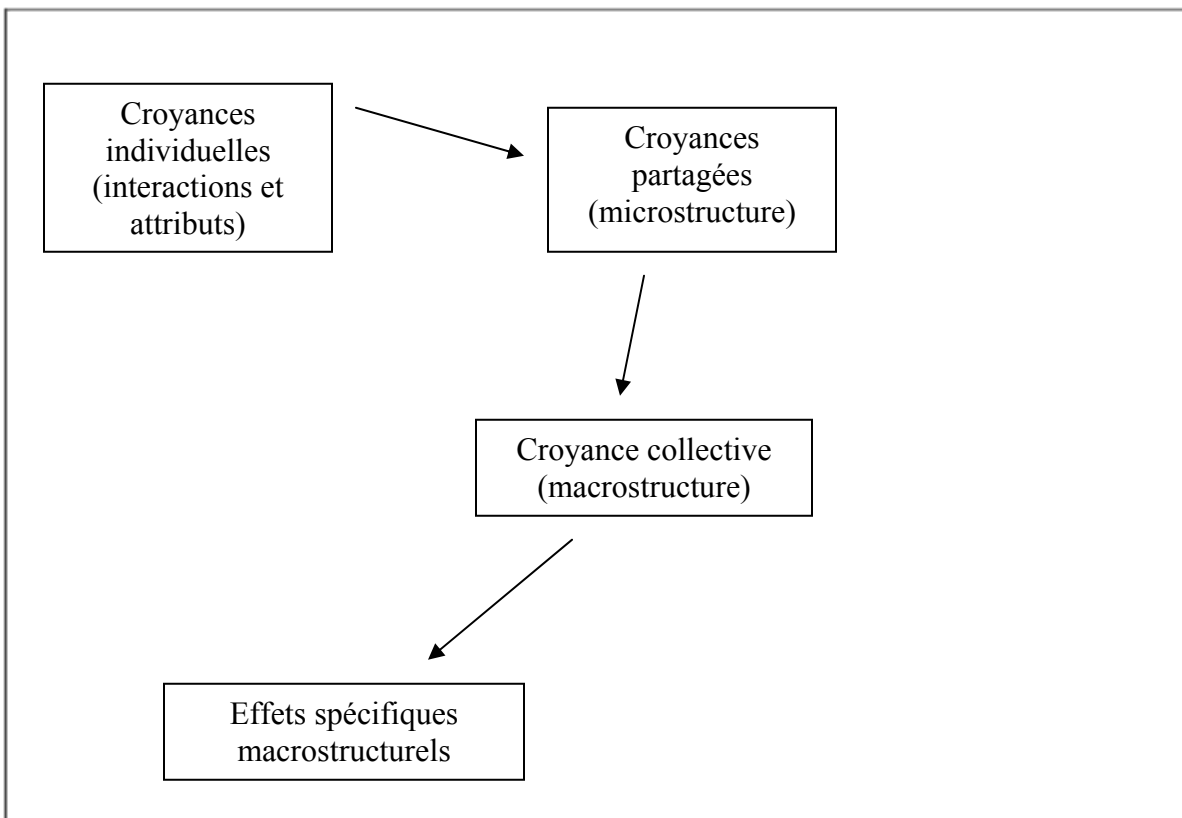 Croyances
individuelles
(interactions et
attributs)
Croyances
partagées
(microstructure)
Croyance collective
(macrostructure)
Effets spécifiques
macrostructurels